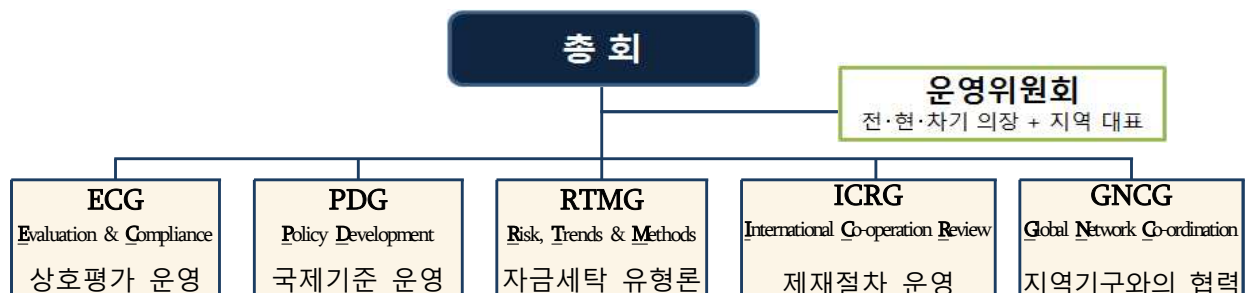 총 회
운영위원회
전·현·차기 의장 + 지역 대표
ECG
Evaluation & Compliance
상호평가 운영
PDG
Policy Development
국제기준 운영
RTMG
Risk, Trends & Methods
자금세탁 유형론
ICRG
International Co-operation Review
제재절차 운영
GNCG
Global Network Co-ordination
지역기구와의 협력